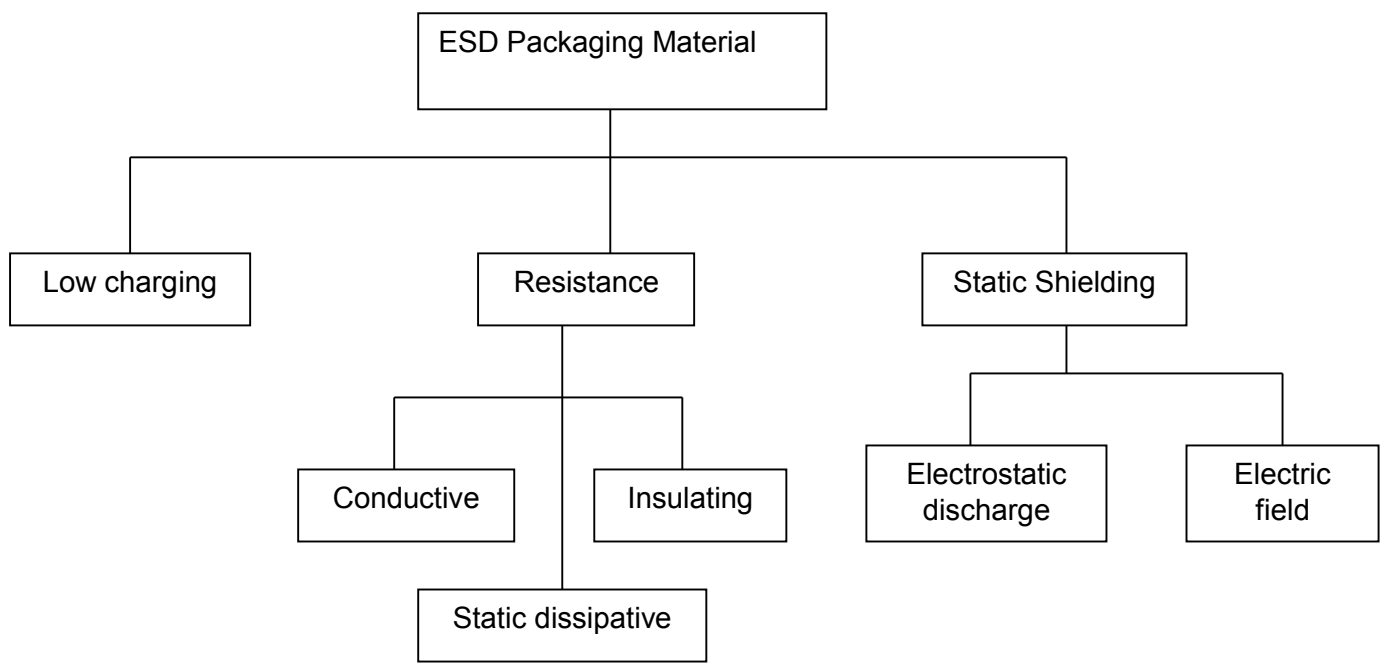 ESD Packaging Material
Low charging
Resistance
Static Shielding
Conductive
Insulating
Static dissipative
Electrostatic
discharge
Electric
field